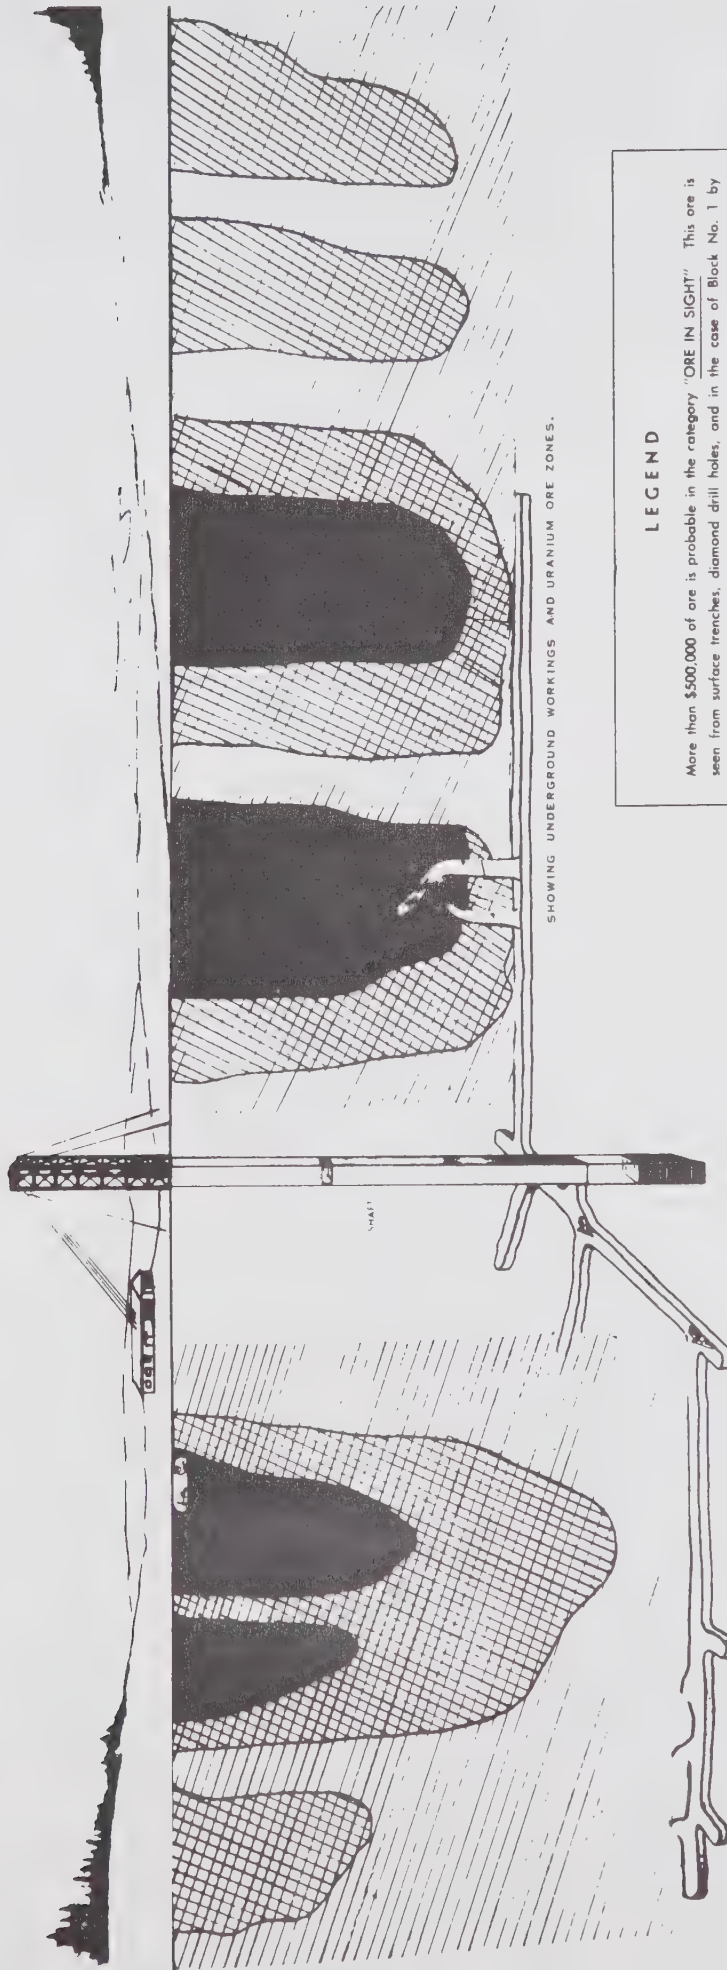 SHAFT
SHOWING UNDERGROUND WORKINGS AND URANIUM ORE ZONES.
LEGEND
More than $500,000 of ore is probable in the category "ORE IN SIGHT" This ore is
seen from surface trenches, diamond drill holes, and in the case of Block No. 1 by